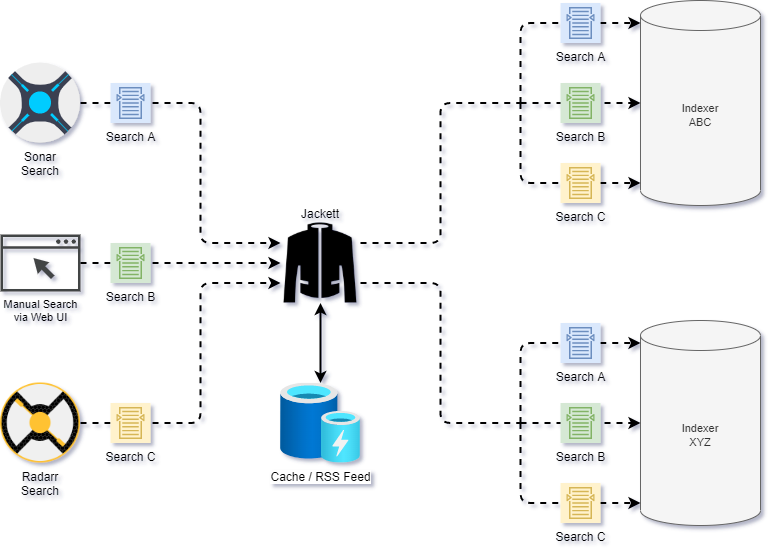 Search A
Sonar
Search
Search A
Indexer
ABC
Search B
Search C
Jackett
Manual Search
via Web UI
Search B
Radarr
Search
Search C
Cache / RSS Feed
Search A
Indexer
XYZ
Search B
Search C